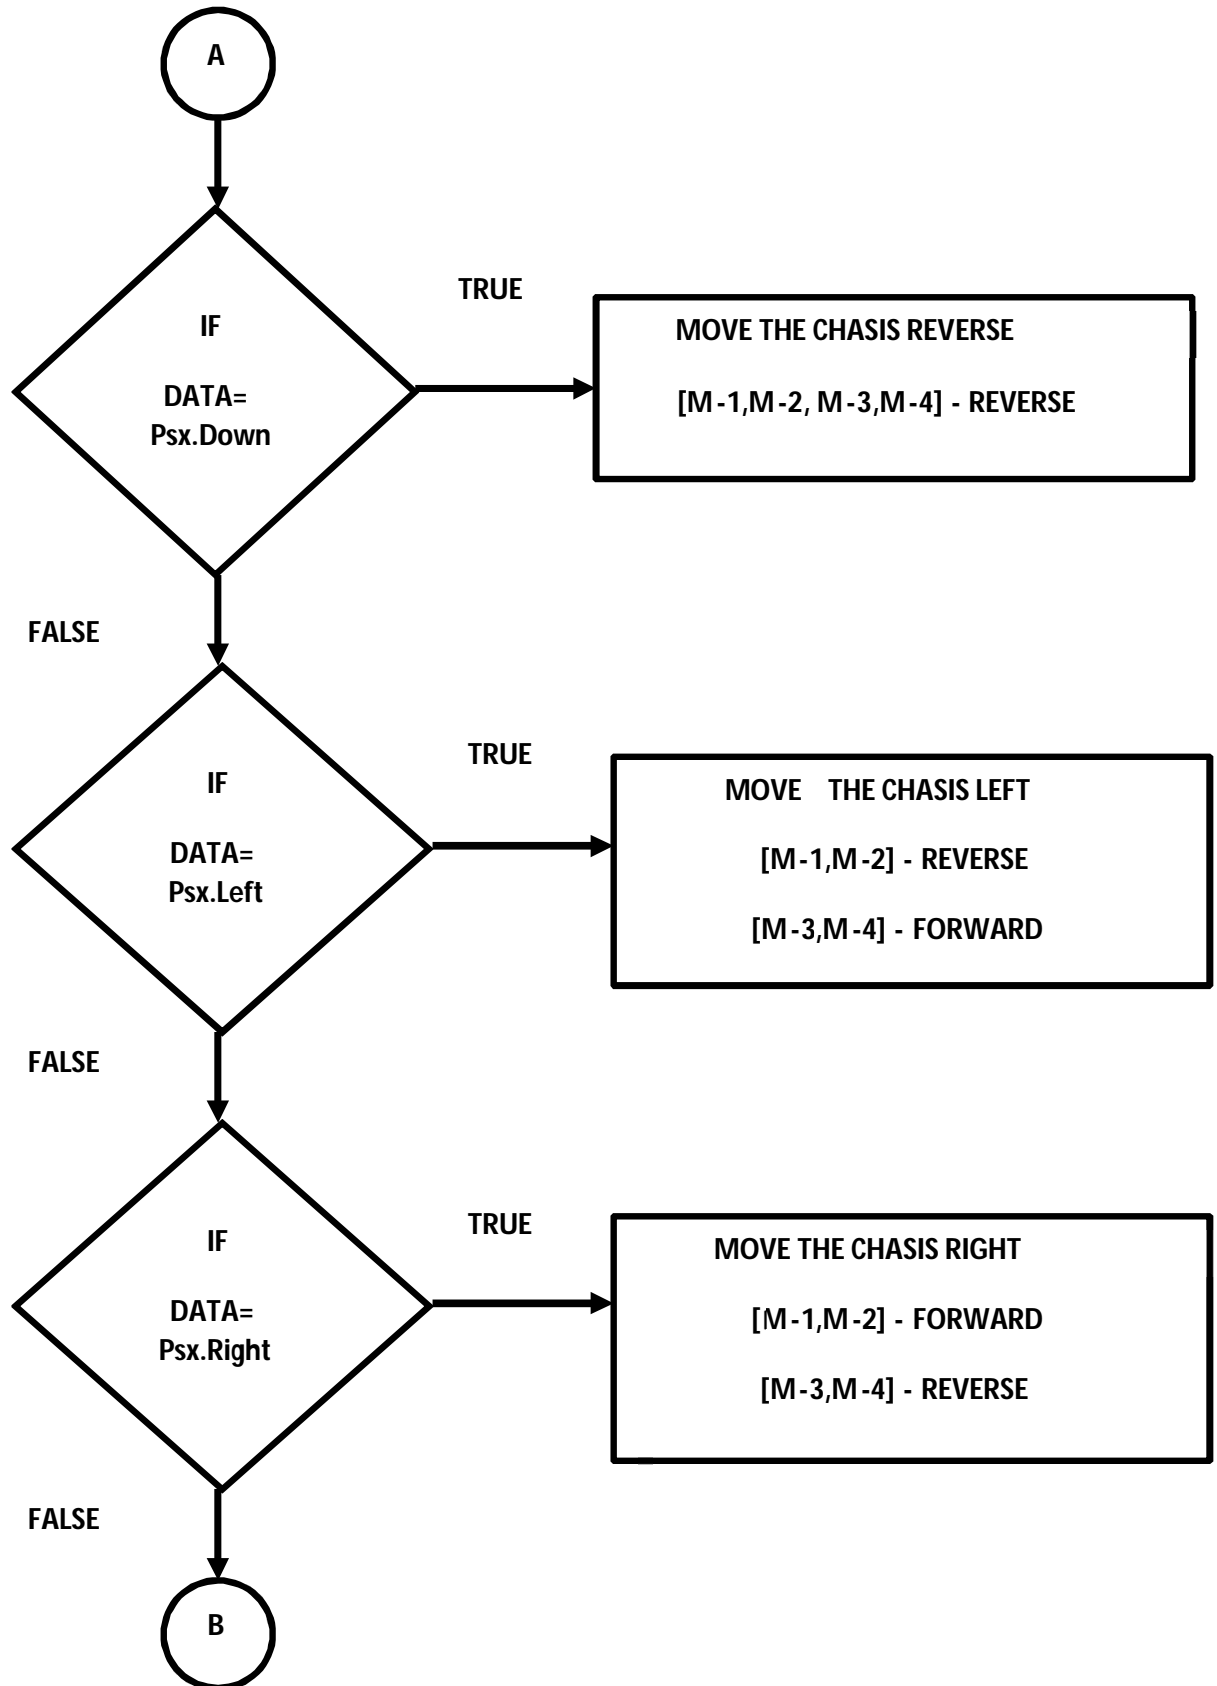 A
TRUE
IF
DATA=
Psx.Down
MOVE THE CHASIS REVERSE
[M-1,M-2, M-3,M-4] - REVERSE
FALSE
TRUE
IF
DATA=
Psx.Left
MOVE THE CHASIS LEFT
[M-1,M-2] - REVERSE
[M-3,M-4] - FORWARD
FALSE
TRUE
IF
DATA=
Psx.Right
MOVE THE CHASIS RIGHT
[M-1,M-2] - FORWARD
[M-3,M-4] - REVERSE
FALSE
B